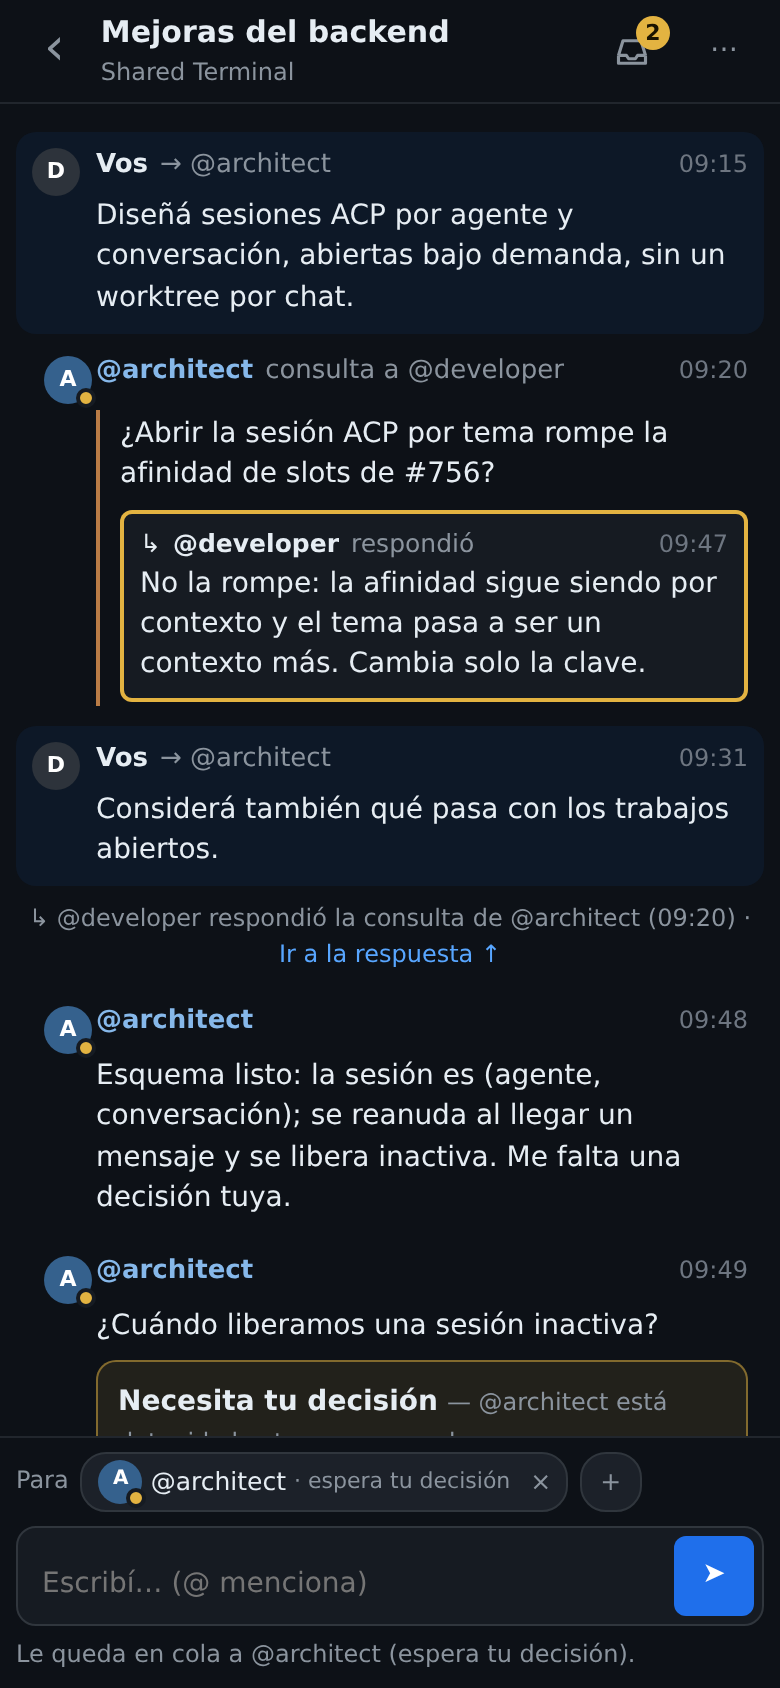 Mejoras del backend
Shared Terminal
2
...
D
Vos → @architect 09:15
Diseñá sesiones ACP por agente y
conversación, abiertas bajo demanda, sin un
worktree por chat.
A
@architect consulta a @developer 09:20
¿Abrir la sesión ACP por tema rompe la
afinidad de slots de #756?
↳ @developer respondió 09:47
No la rompe: la afinidad sigue siendo por
contexto y el tema pasa a ser un
contexto más. Cambia solo la clave.
D
Vos → @architect 09:31
Considerá también qué pasa con los trabajos
abiertos.
↳ @developer respondió la consulta de @architect (09:20) ·
Ir a la respuesta ↑
A
@architect 09:48
Esquema listo: la sesión es (agente,
conversación); se reanuda al llegar un
mensaje y se libera inactiva. Me falta una
decisión tuya.
A
@architect 09:49
¿Cuándo liberamos una sesión inactiva?
Necesita tu decisión — @architect está
Para A @architect · espera tu decisión × +
Escribí... (@ menciona)
Le queda en cola a @architect (espera tu decisión).